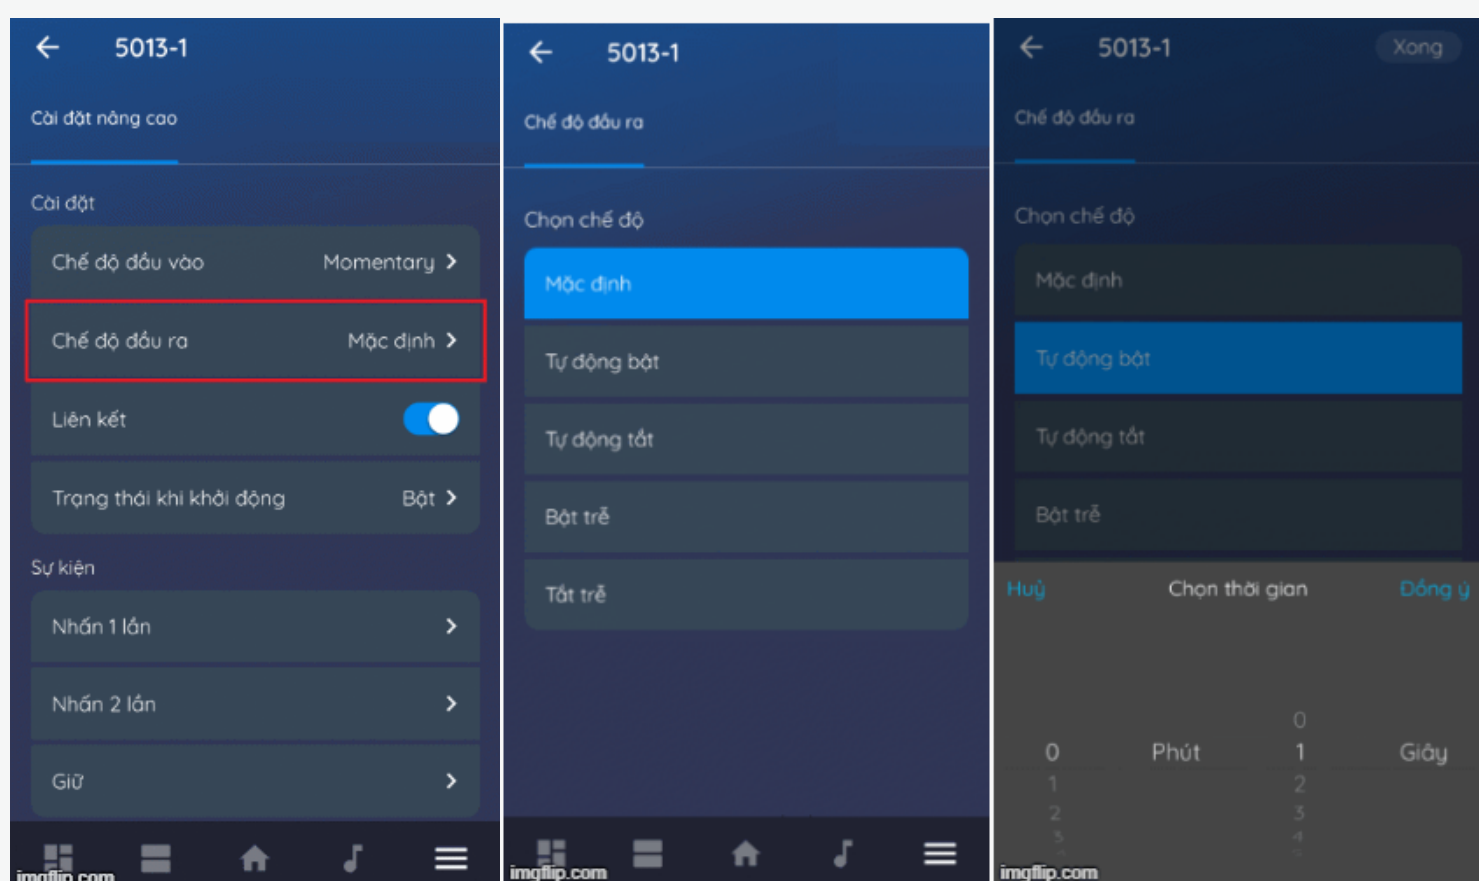 5013-1
Cài đặt nâng cao
Cài đặt
Chế độ đầu vào Momentary
Chế độ đầu ra Mặc định
Liên kết
Trạng thái khi khởi động Bật
Sự kiện
Nhấn 1 lần
Nhấn 2 lần
Giữ
imgflip.com
5013-1
Chế độ đầu ra
Chọn chế độ
Mặc định
Tự động bật
Tự động tắt
Bật trễ
Tắt trễ
imgflip.com
5013-1 Xong
Chế độ đầu ra
Chọn chế độ
Mặc định
Tự động bật
Tự động tắt
Bật trễ
Huỷ Chọn thời gian Đồng ý
0
0 Phút 1 Giây
1 2
2 3
3 4
imgflip.com